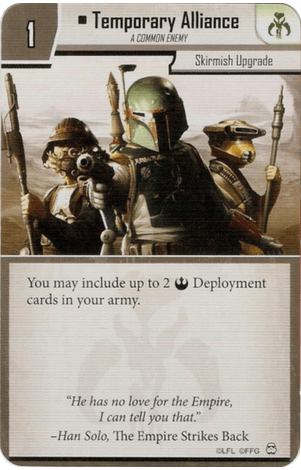 1
Temporary Alliance
A COMMON ENEMY
Skirmish Upgrade
You may include up to 2 Deployment
cards in your army.
“He has no love for the Empire,
I can tell you that.”
–Han Solo, The Empire Strikes Back
©LFL ©FFG